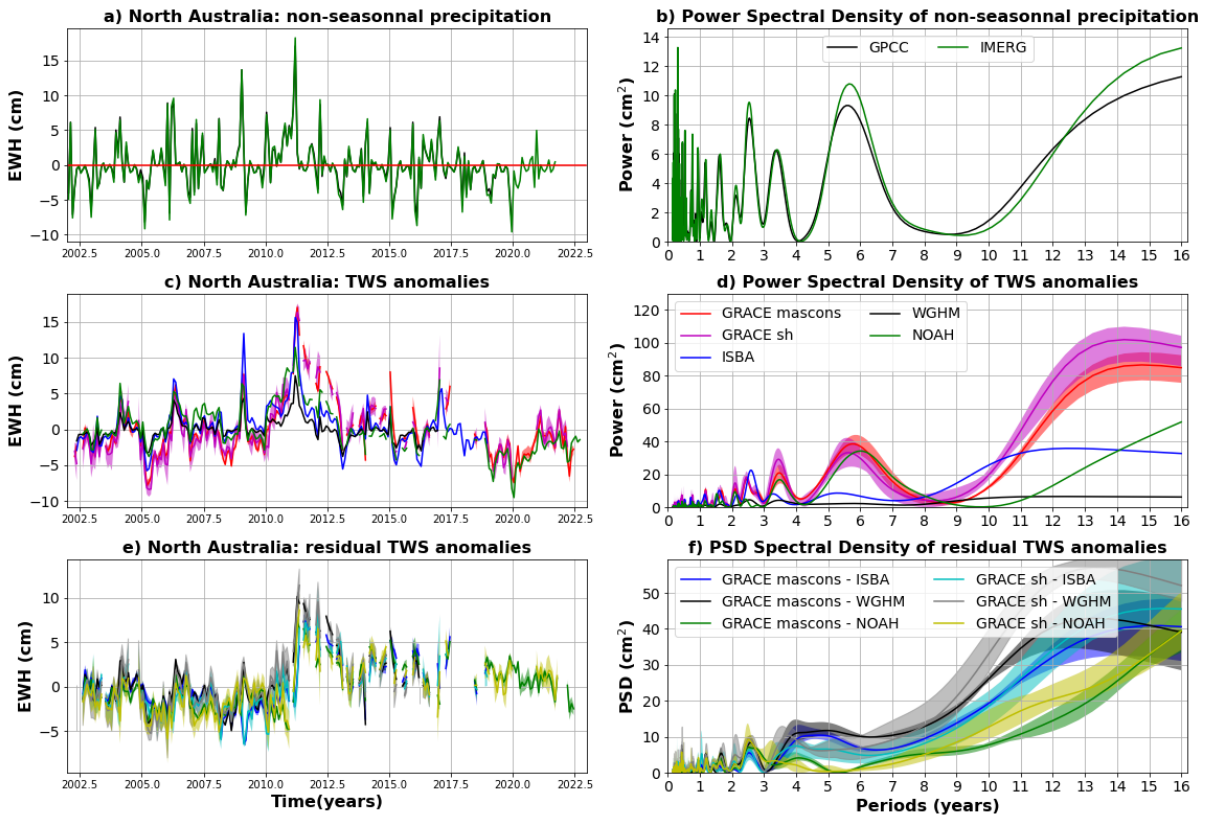 a) North Australia: non-seasonnal precipitation
EWH (cm)
15
10
5
0
−5
−10
2002.5 2005.0 2007.5 2010.0 2012.5 2015.0 2017.5 2020.0 2022.5
b) Power Spectral Density of non-seasonnal precipitation
Power (cm²)
GPCC IMERG
14
12
10
8
6
4
2
0
0 1 2 3 4 5 6 7 8 9 10 11 12 13 14 15 16
c) North Australia: TWS anomalies
EWH (cm)
15
10
5
0
−5
−10
2002.5 2005.0 2007.5 2010.0 2012.5 2015.0 2017.5 2020.0 2022.5
d) Power Spectral Density of TWS anomalies
Power (cm²)
GRACE mascons WGHM
GRACE sh NOAH
ISBA
120
100
80
60
40
20
0
0 1 2 3 4 5 6 7 8 9 10 11 12 13 14 15 16
e) North Australia: residual TWS anomalies
EWH (cm)
10
5
0
−5
2002.5 2005.0 2007.5 2010.0 2012.5 2015.0 2017.5 2020.0 2022.5
Time(years)
f) PSD Spectral Density of residual TWS anomalies
PSD (cm²)
GRACE mascons - ISBA GRACE sh - ISBA
GRACE mascons - WGHM GRACE sh - WGHM
GRACE mascons - NOAH GRACE sh - NOAH
50
40
30
20
10
0
0 1 2 3 4 5 6 7 8 9 10 11 12 13 14 15 16
Periods (years)